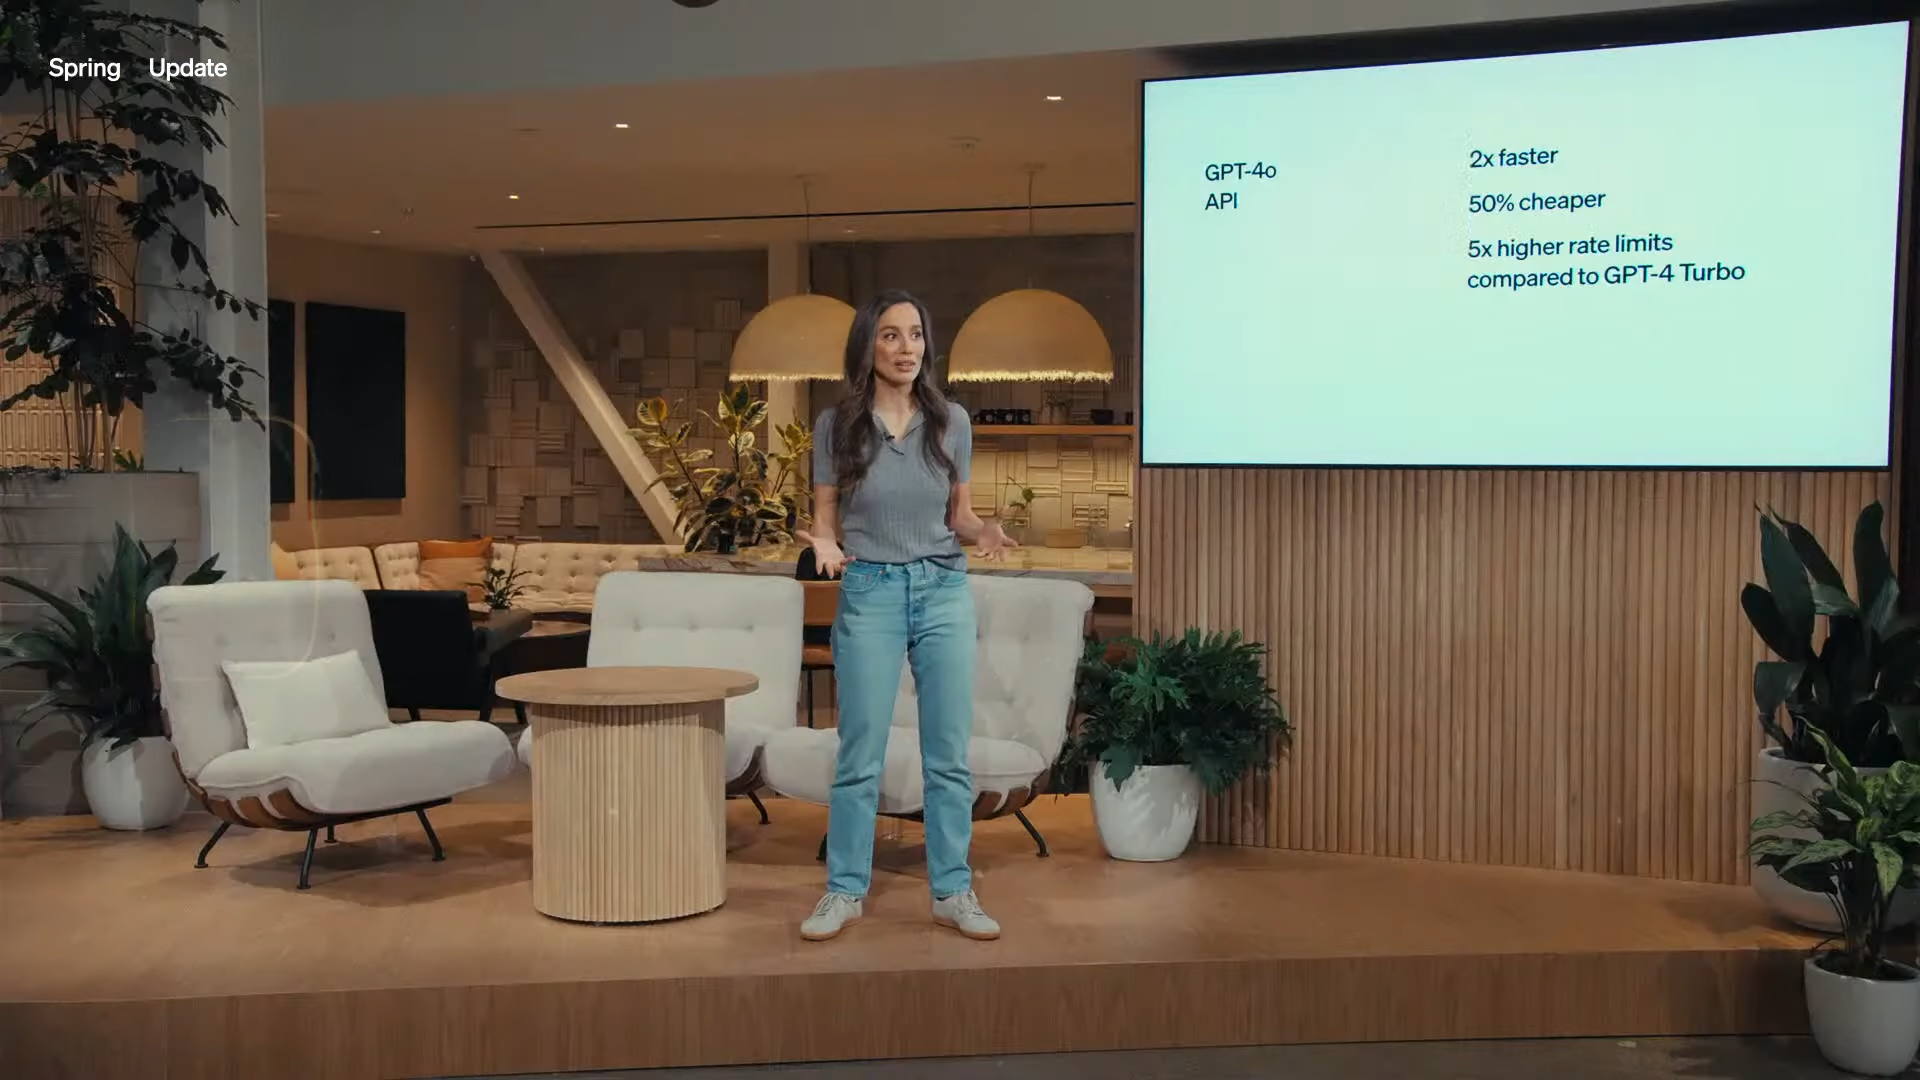 Spring Update
GPT-4o
API
2x faster
50% cheaper
5x higher rate limits
compared to GPT-4 Turbo